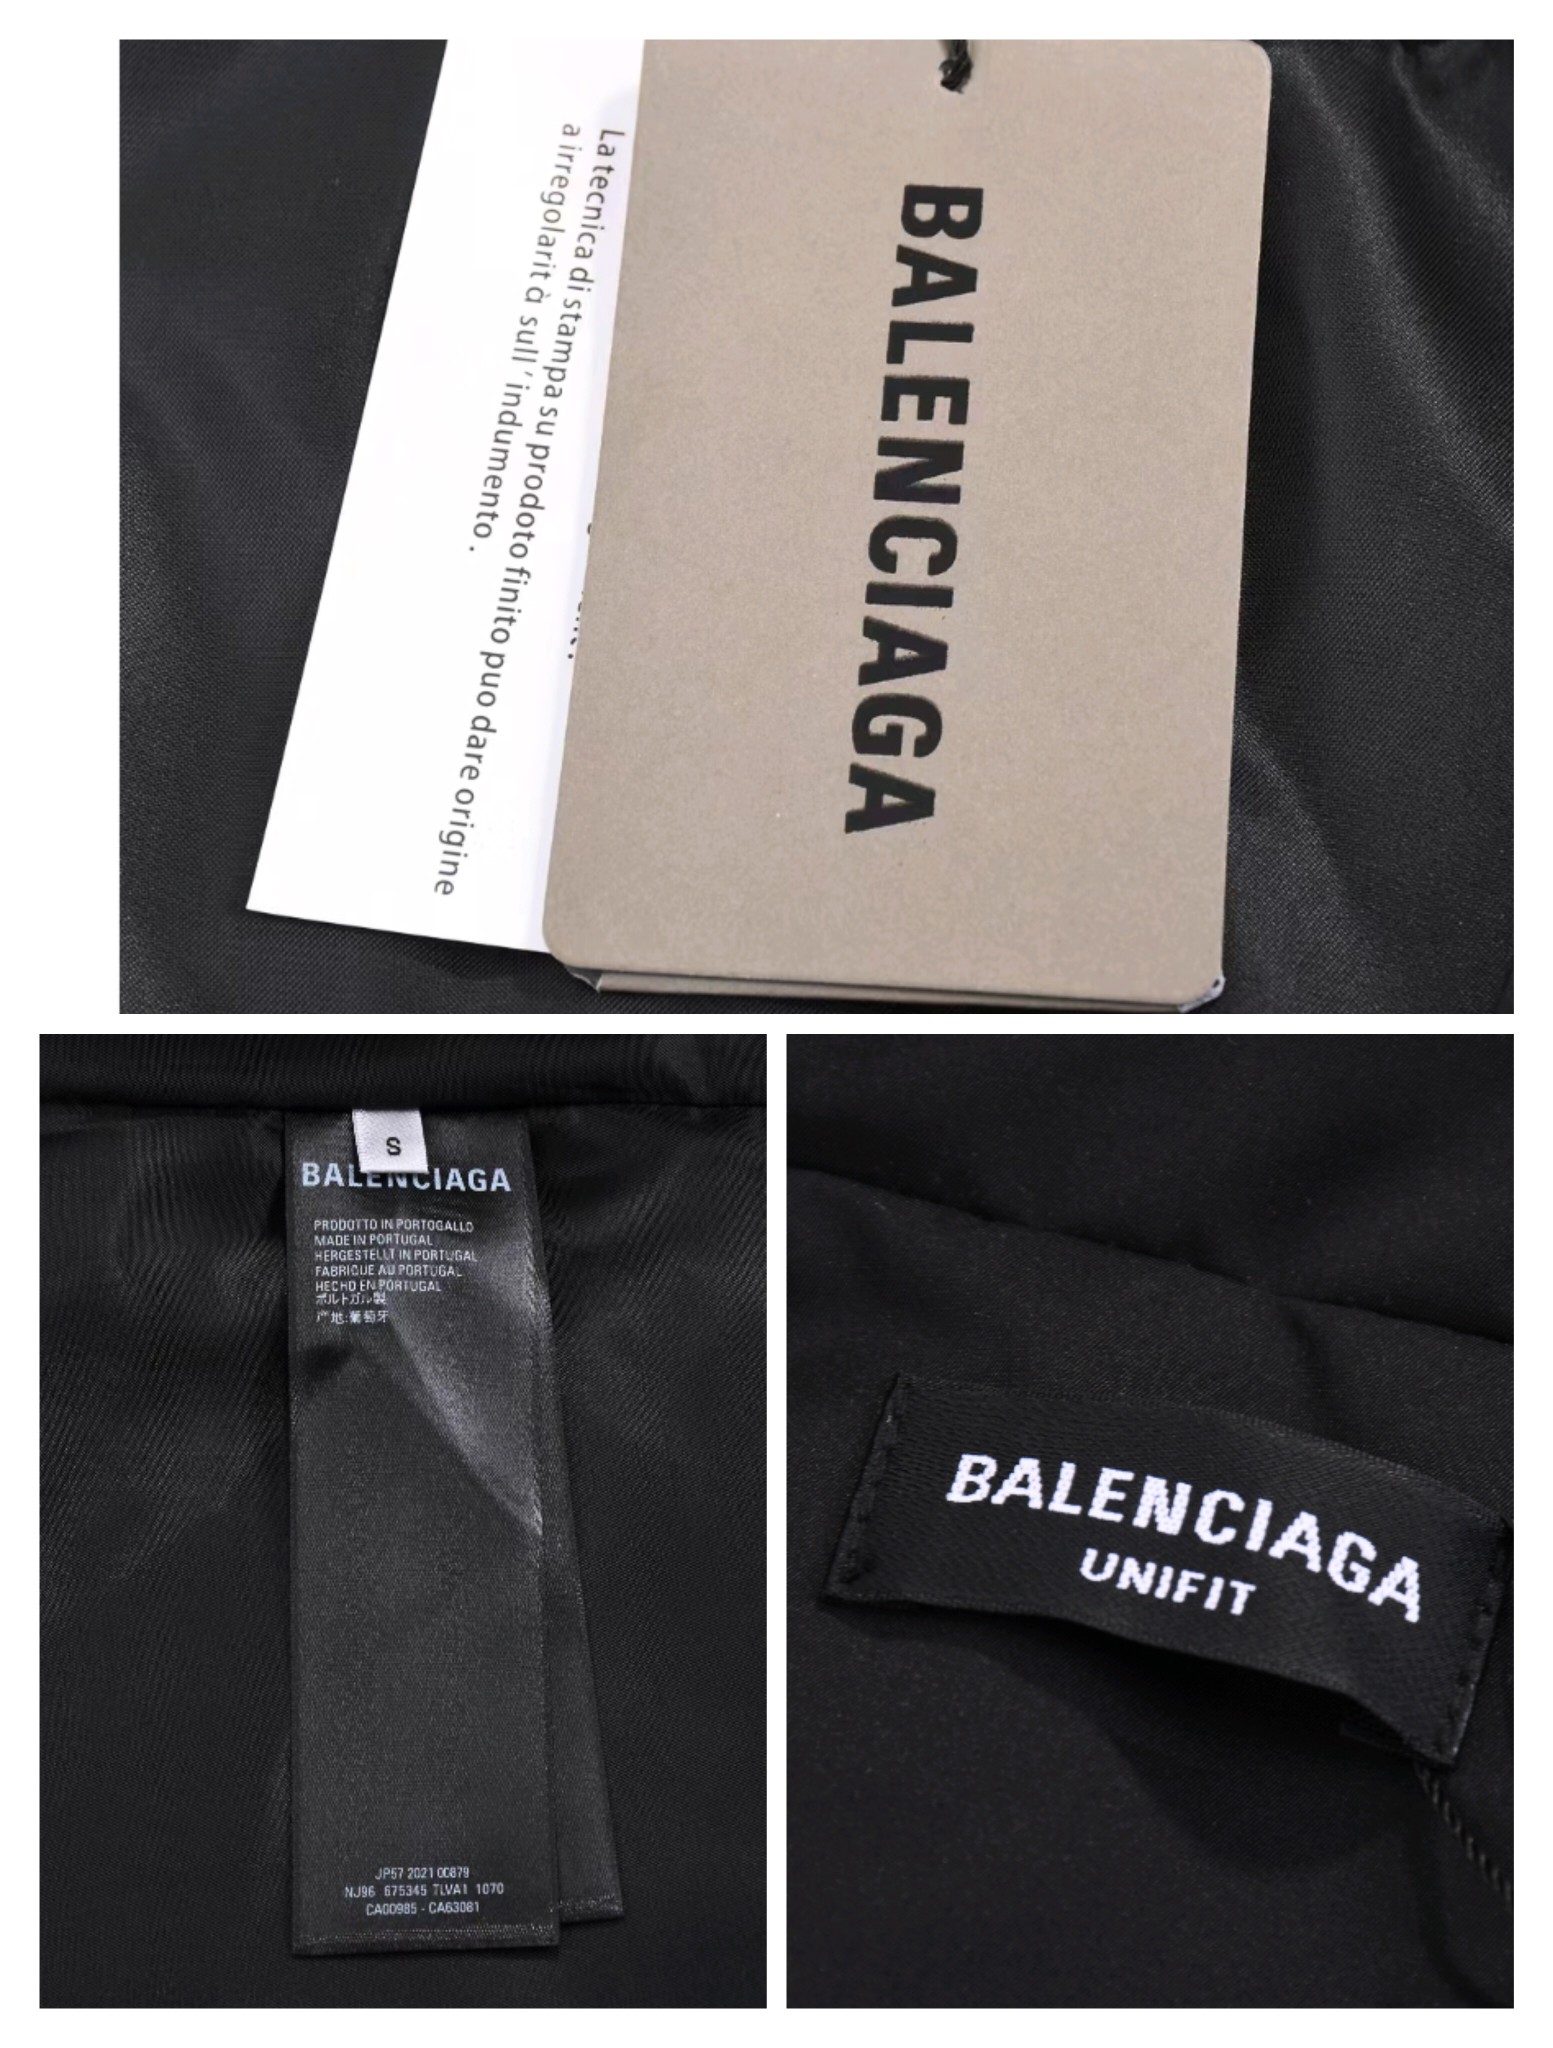 La tecnica di stampa su prodoto finito puo dare origine
a irregolarità sull' indumento.
BALENCIAGA
S
BALENCIAGA
PRODOTTO IN PORTOGALLO
MADE IN PORTUGAL
HERGESTELLT IN PORTUGAL
FABRIQUE AU PORTUGAL
HECHO EN PORTUGAL
ポルトガル製
产地:葡萄牙
JP57 2021 00879
NJ96 675345 TLVA1 1070
CA00985 - CA63081
BALENCIAGA
UNIFIT